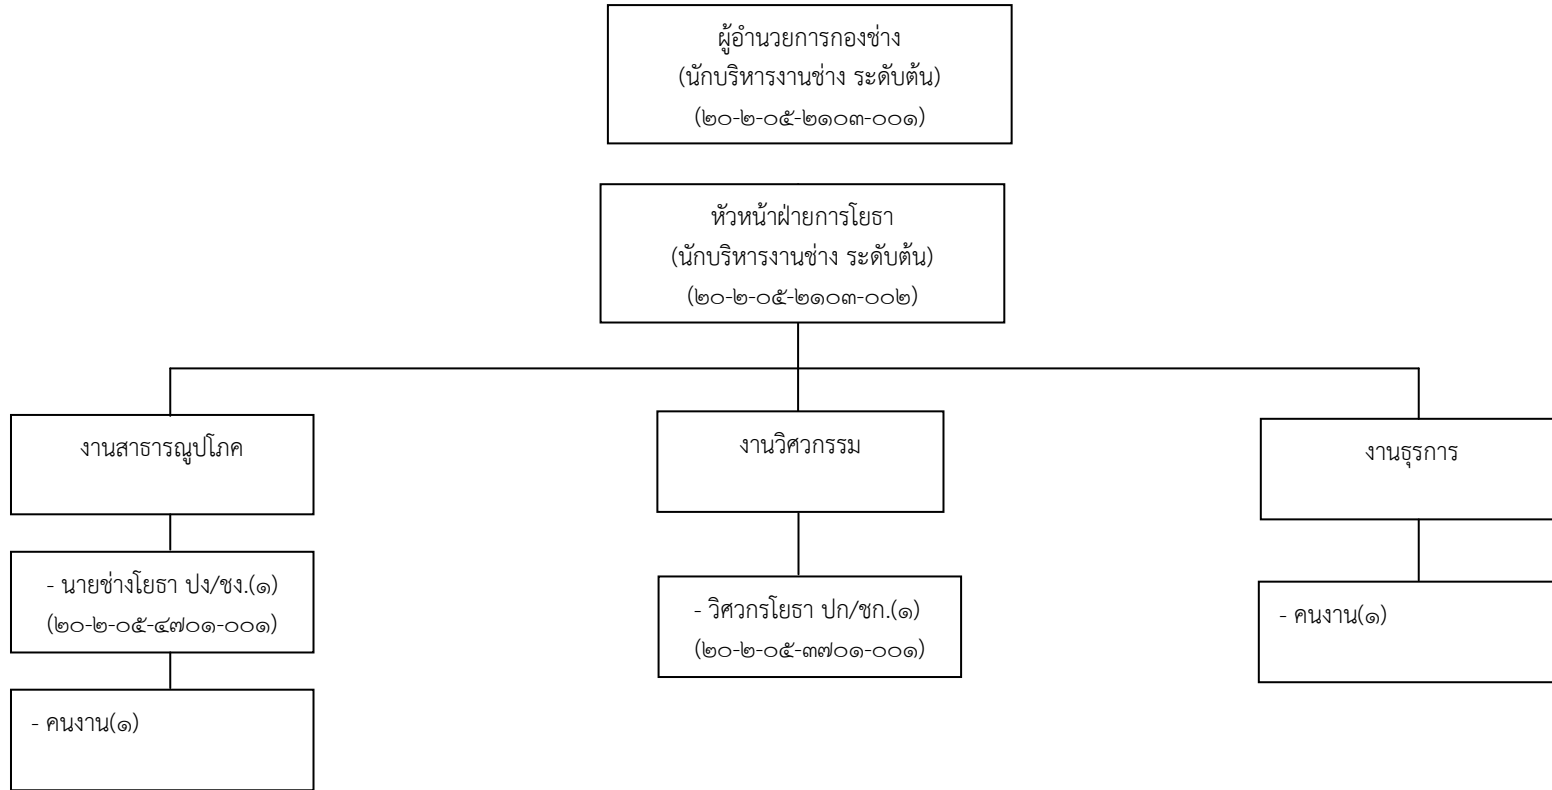 ผู้อำนวยการกองช่าง
(นักบริหารงานช่าง ระดับต้น)
(๒๐-๒-๐๕-๒๑๐๓-๐๐๑)
หัวหน้าฝ่ายการโยธา
(นักบริหารงานช่าง ระดับต้น)
(๒๐-๒-๐๕-๒๑๐๓-๐๐๒)
งานสาธารณูปโภค
งานวิศวกรรม
งานธุรการ
- นายช่างโยธา ปง/ชง.(๑)
(๒๐-๒-๐๕-๔๗๐๑-๐๐๑)
- วิศวกรโยธา ปก/ชก.(๑)
(๒๐-๒-๐๕-๓๗๐๑-๐๐๑)
- คนงาน(๑)
- คนงาน(๑)